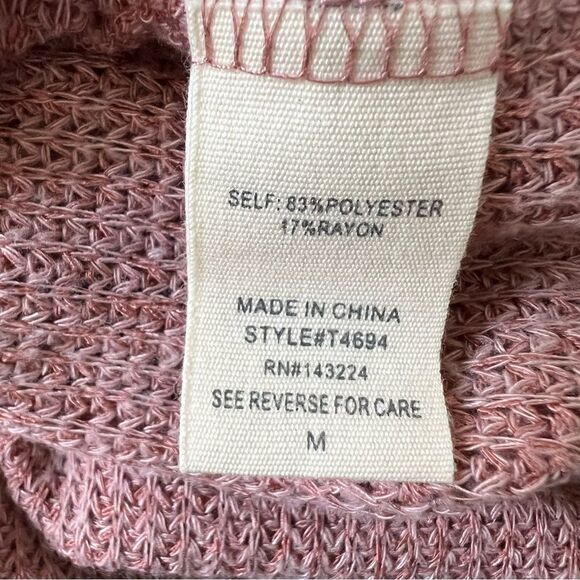 SELF: 83%POLYESTER
17%RAYON
MADE IN CHINA
STYLE#T4694
RN#143224
SEE REVERSE FOR CARE
M